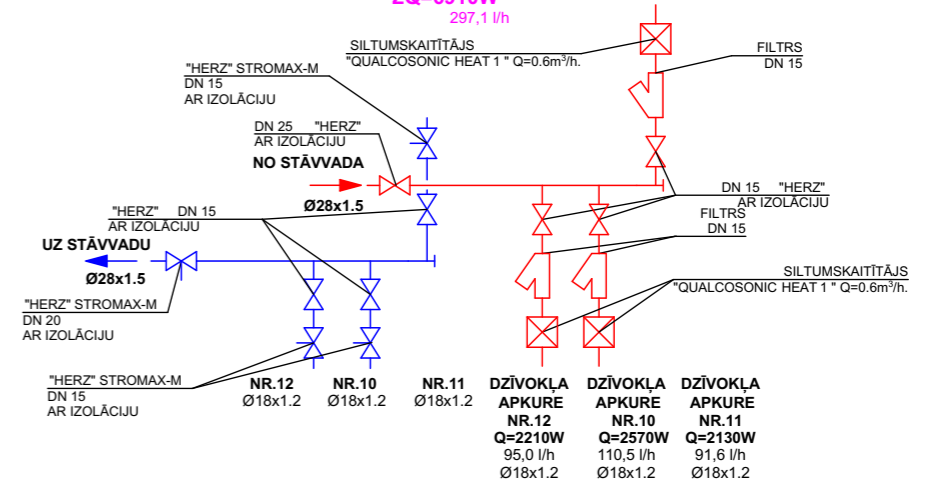 ΣQ=6910W
297,1 l/h
SILTUMSKAITĪTĀJS
"QUALCOSONIC HEAT 1 " Q=0.6m³/h.
FILTRS
DN 15
"HERZ" STROMAX-M
DN 15
AR IZOLĀCIJU
DN 25 "HERZ"
AR IZOLĀCIJU
NO STĀVVADA
Ø28x1.5
DN 15 "HERZ"
AR IZOLĀCIJU
FILTRS
DN 15
"HERZ" DN 15
AR IZOLĀCIJU
UZ STĀVVADU
Ø28x1.5
SILTUMSKAITĪTĀJS
"QUALCOSONIC HEAT 1 " Q=0.6m³/h.
"HERZ" STROMAX-M
DN 20
AR IZOLĀCIJU
"HERZ" STROMAX-M
DN 15
AR IZOLĀCIJU
NR.12
Ø18x1.2
NR.10
Ø18x1.2
NR.11
Ø18x1.2
DZĪVOKĻA
APKURE
NR.12
Q=2210W
95,0 l/h
Ø18x1.2
DZĪVOKĻA
APKURE
NR.10
Q=2570W
110,5 l/h
Ø18x1.2
DZĪVOKĻA
APKURE
NR.11
Q=2130W
91,6 l/h
Ø18x1.2